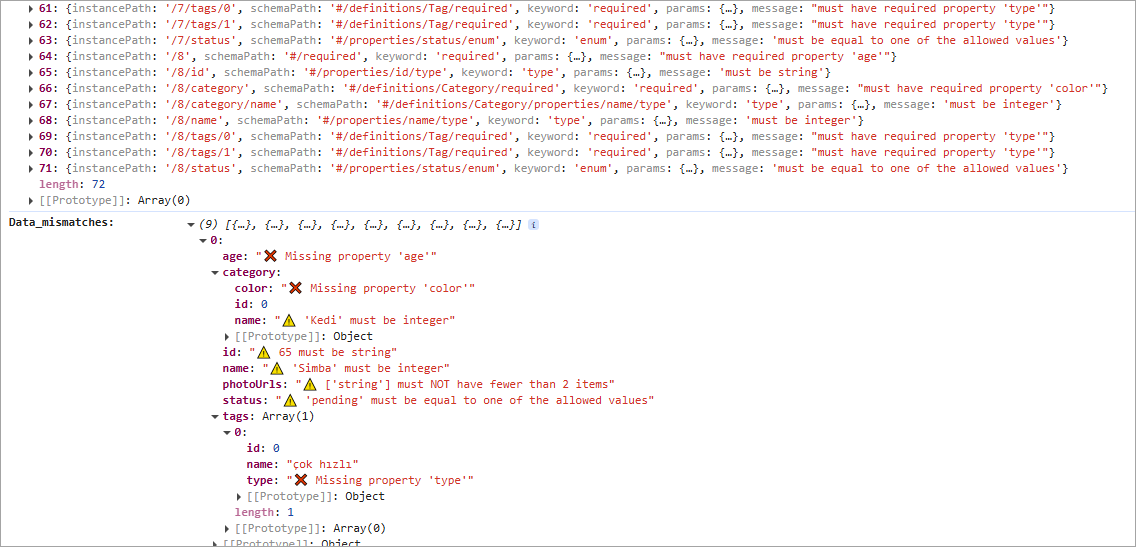 61: {instancePath: '/7/tags/0', schemaPath: '#/definitions/Tag/required', keyword: 'required', params: {…}, message: "must have required property 'type'"}
62: {instancePath: '/7/tags/1', schemaPath: '#/definitions/Tag/required', keyword: 'required', params: {…}, message: "must have required property 'type'"}
63: {instancePath: '/7/status', schemaPath: '#/properties/status/enum', keyword: 'enum', params: {…}, message: 'must be equal to one of the allowed values'}
64: {instancePath: '/8', schemaPath: '#/required', keyword: 'required', params: {…}, message: "must have required property 'age'"}
65: {instancePath: '/8/id', schemaPath: '#/properties/id/type', keyword: 'type', params: {…}, message: 'must be string'}
66: {instancePath: '/8/category', schemaPath: '#/definitions/Category/required', keyword: 'required', params: {…}, message: "must have required property 'color'"}
67: {instancePath: '/8/category/name', schemaPath: '#/definitions/Category/properties/name/type', keyword: 'type', params: {…}, message: 'must be integer'}
68: {instancePath: '/8/name', schemaPath: '#/properties/name/type', keyword: 'type', params: {…}, message: 'must be integer'}
69: {instancePath: '/8/tags/0', schemaPath: '#/definitions/Tag/required', keyword: 'required', params: {…}, message: "must have required property 'type'"}
70: {instancePath: '/8/tags/1', schemaPath: '#/definitions/Tag/required', keyword: 'required', params: {…}, message: "must have required property 'type'"}
71: {instancePath: '/8/status', schemaPath: '#/properties/status/enum', keyword: 'enum', params: {…}, message: 'must be equal to one of the allowed values'}
length: 72
[[Prototype]]: Array(0)
Data_mismatches: (9) [{…}, {…}, {…}, {…}, {…}, {…}, {…}, {…}, {…}] i
0:
age: "❌ Missing property 'age'"
category:
color: "❌ Missing property 'color'"
id: 0
name: "⚠ 'Kedi' must be integer"
[[Prototype]]: Object
id: "⚠ 65 must be string"
name: "⚠ 'Simba' must be integer"
photoUrls: "⚠ ['string'] must NOT have fewer than 2 items"
status: "⚠ 'pending' must be equal to one of the allowed values"
tags: Array(1)
0:
id: 0
name: "çok hızlı"
type: "❌ Missing property 'type'"
[[Prototype]]: Object
length: 1
[[Prototype]]: Array(0)
[[Prototype]]: Object